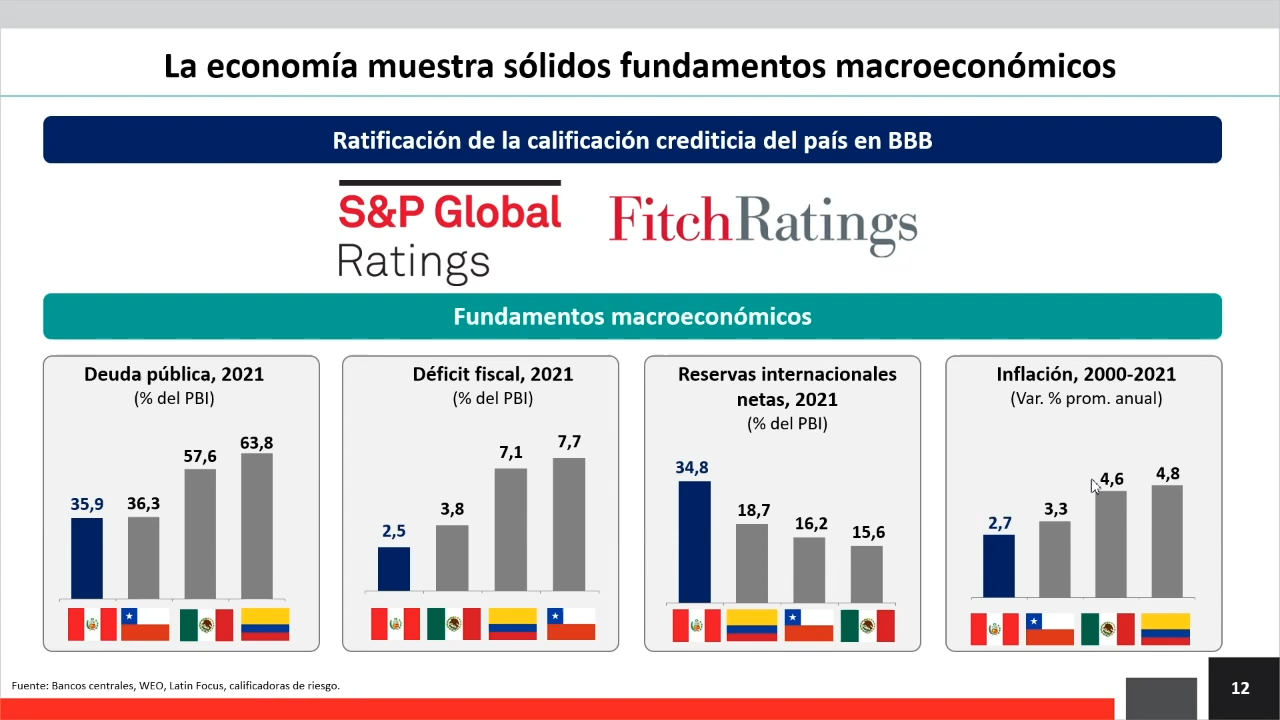 La economía muestra sólidos fundamentos macroeconómicos
Ratificación de la calificación crediticia del país en BBB
S&P Global
Ratings
FitchRatings
Fundamentos macroeconómicos
Deuda pública, 2021
(% del PBI)
35,9
36,3
57,6
63,8
Déficit fiscal, 2021
(% del PBI)
2,5
3,8
7,1
7,7
Reservas internacionales
netas, 2021
(% del PBI)
34,8
18,7
16,2
15,6
Inflación, 2000-2021
(Var. % prom. anual)
2,7
3,3
4,6
4,8
Fuente: Bancos centrales, WEO, Latin Focus, calificadoras de riesgo.
12